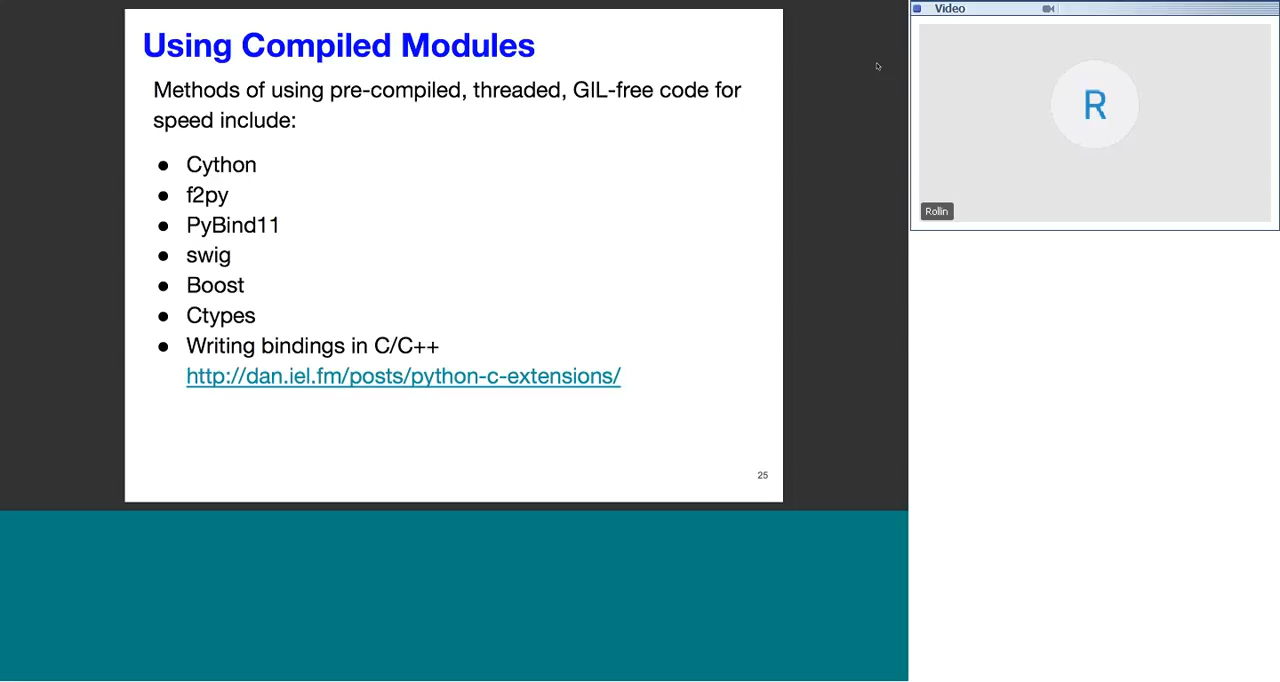 Using Compiled Modules
Methods of using pre-compiled, threaded, GIL-free code for
speed include:
● Cython
● f2py
● PyBind11
● swig
● Boost
● Ctypes
● Writing bindings in C/C++
http://dan.iel.fm/posts/python-c-extensions/
25
Video
R
Rolin